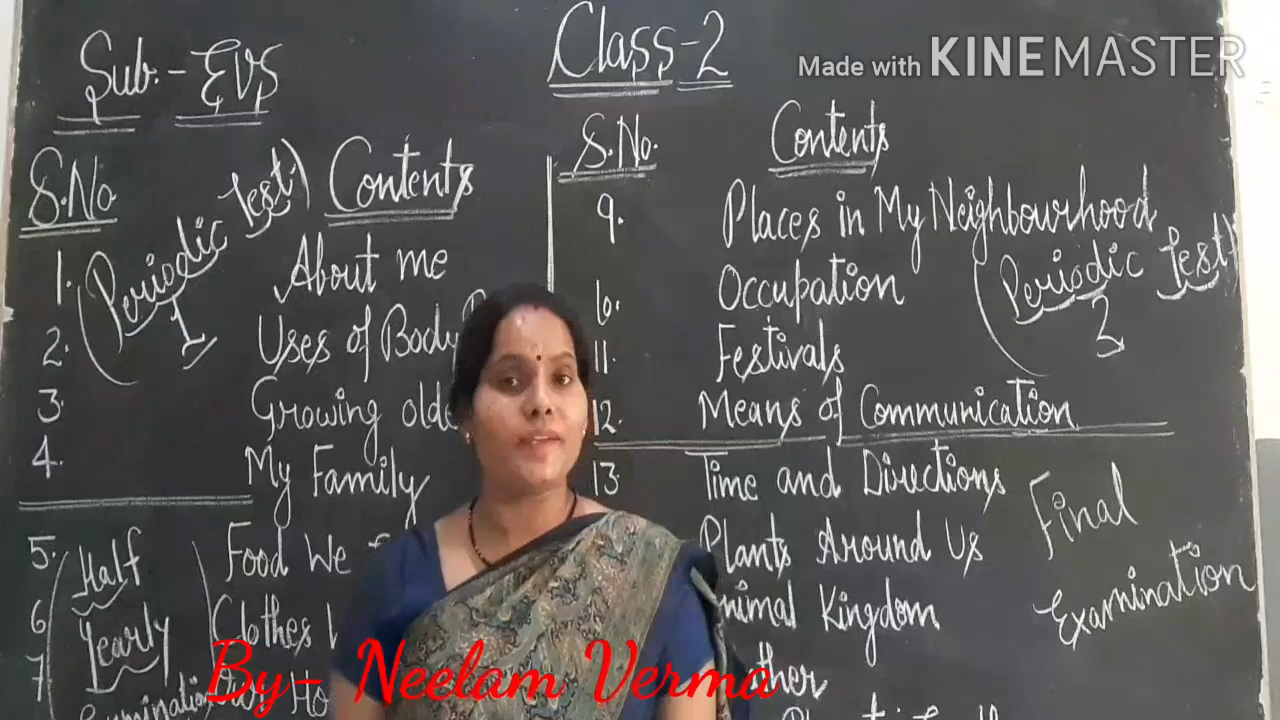 Made with KINEMASTER
Sub. - EVS
Class-2
S.No.
Contents
(Periodic Test)
1
1. About me
2. Uses of Body
3. Growing olde
4. My Family
5. Food We
6 Clothes
7
(Half
Yearly
Examination
S.No.
Contents
9. Places in My Neighbourhood
10. Occupation
11. Festivals
12. Means of Communication
(Periodic Test)
2
13 Time and Directions
Plants Around Us
nimal Kingdom
ather
Final
Examination
By- Neelam Verma